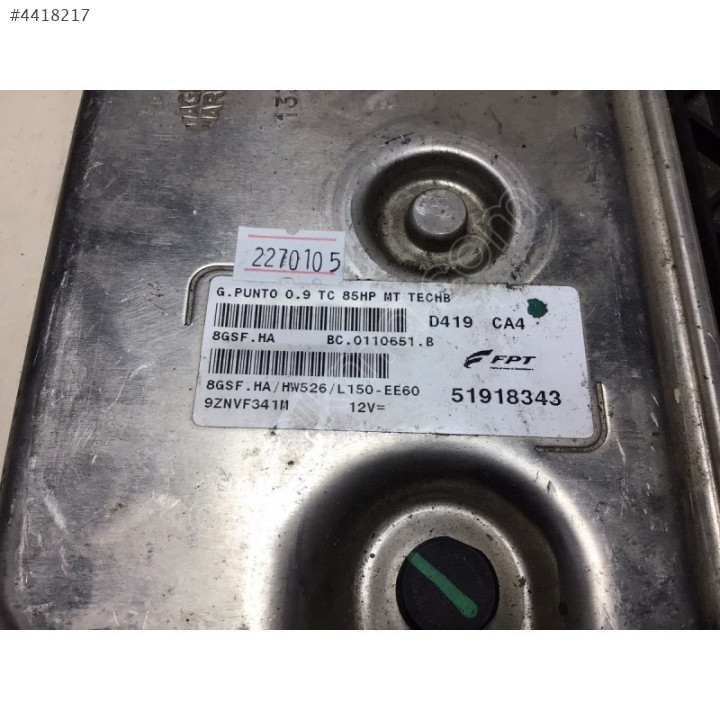 #4418217
2270105
G.PUNTO 0.9 TC 85HP MT TECHB
D419 CA4
8GSF.HA BC.0110651.B
FPT
8GSF.HA/HW526/L150-EE60
51918343
9ZNVF341M 12V=